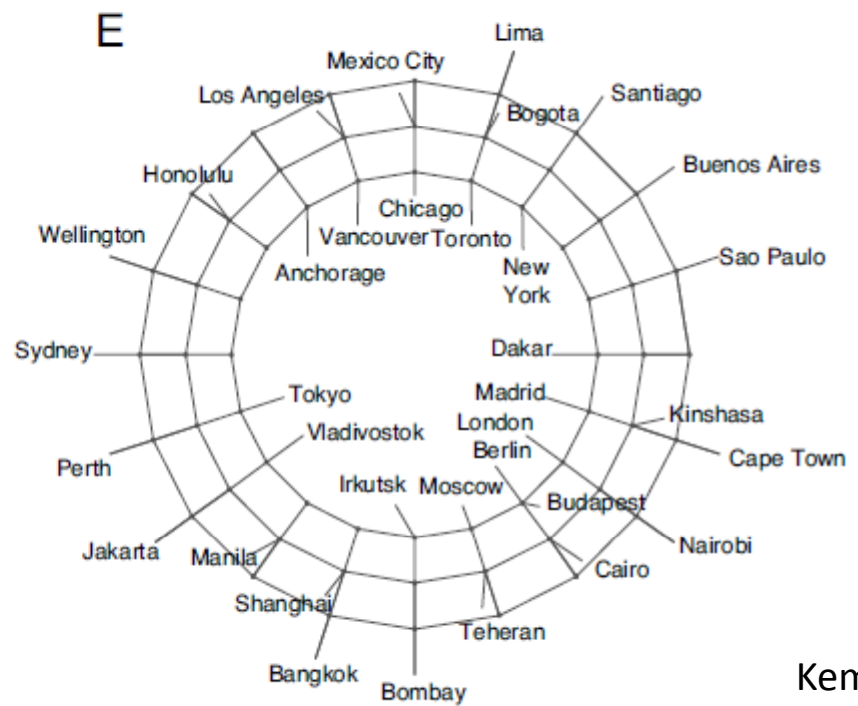 E
Lima
Mexico City
Los Angeles
Santiago
Bogota
Honolulu
Buenos Aires
Chicago
Wellington
Vancouver
Toronto
Sao Paulo
Anchorage
New
York
Sydney
Dakar
Tokyo
Madrid
Kinshasa
London
Vladivostok
Berlin
Cape Town
Perth
Irkutsk
Moscow
Budapest
Jakarta
Manila
Nairobi
Cairo
Shanghai
Teheran
Bangkok
Kem
Bombay